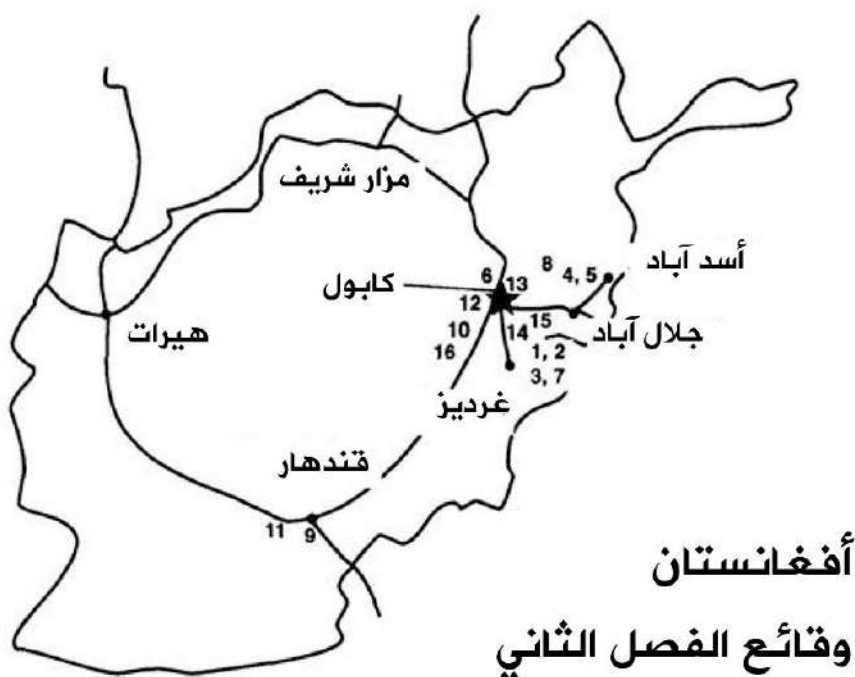 مزار شريف
أسد آباد
8
4, 5
6
13
كابول
12
15
جلال آباد
هيرات
10
14
1, 2
16
3, 7
غرديز
قندهار
11
9
أفغانستان
وقائع الفصل الثاني